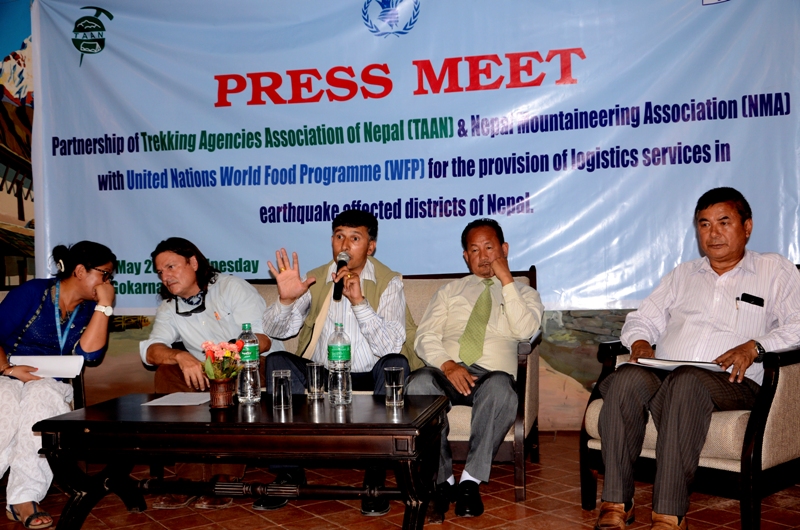 TAAN
PRESS MEET
Partnership of Trekking Agencies Association of Nepal (TAAN) & Nepal Mountaineering Association (NMA)
with United Nations World Food Programme (WFP) for the provision of logistics services in
earthquake affected districts of Nepal.
May
Gokarna